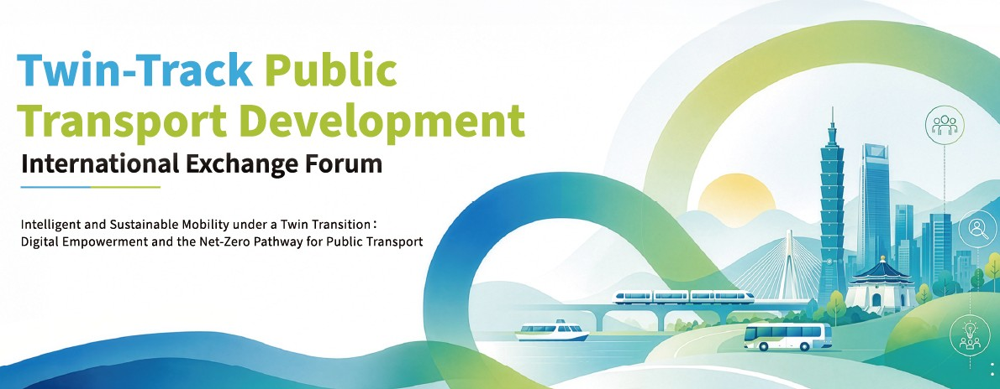 Twin-Track Public
Transport Development
International Exchange Forum
Intelligent and Sustainable Mobility under a Twin Transition：
Digital Empowerment and the Net-Zero Pathway for Public Transport